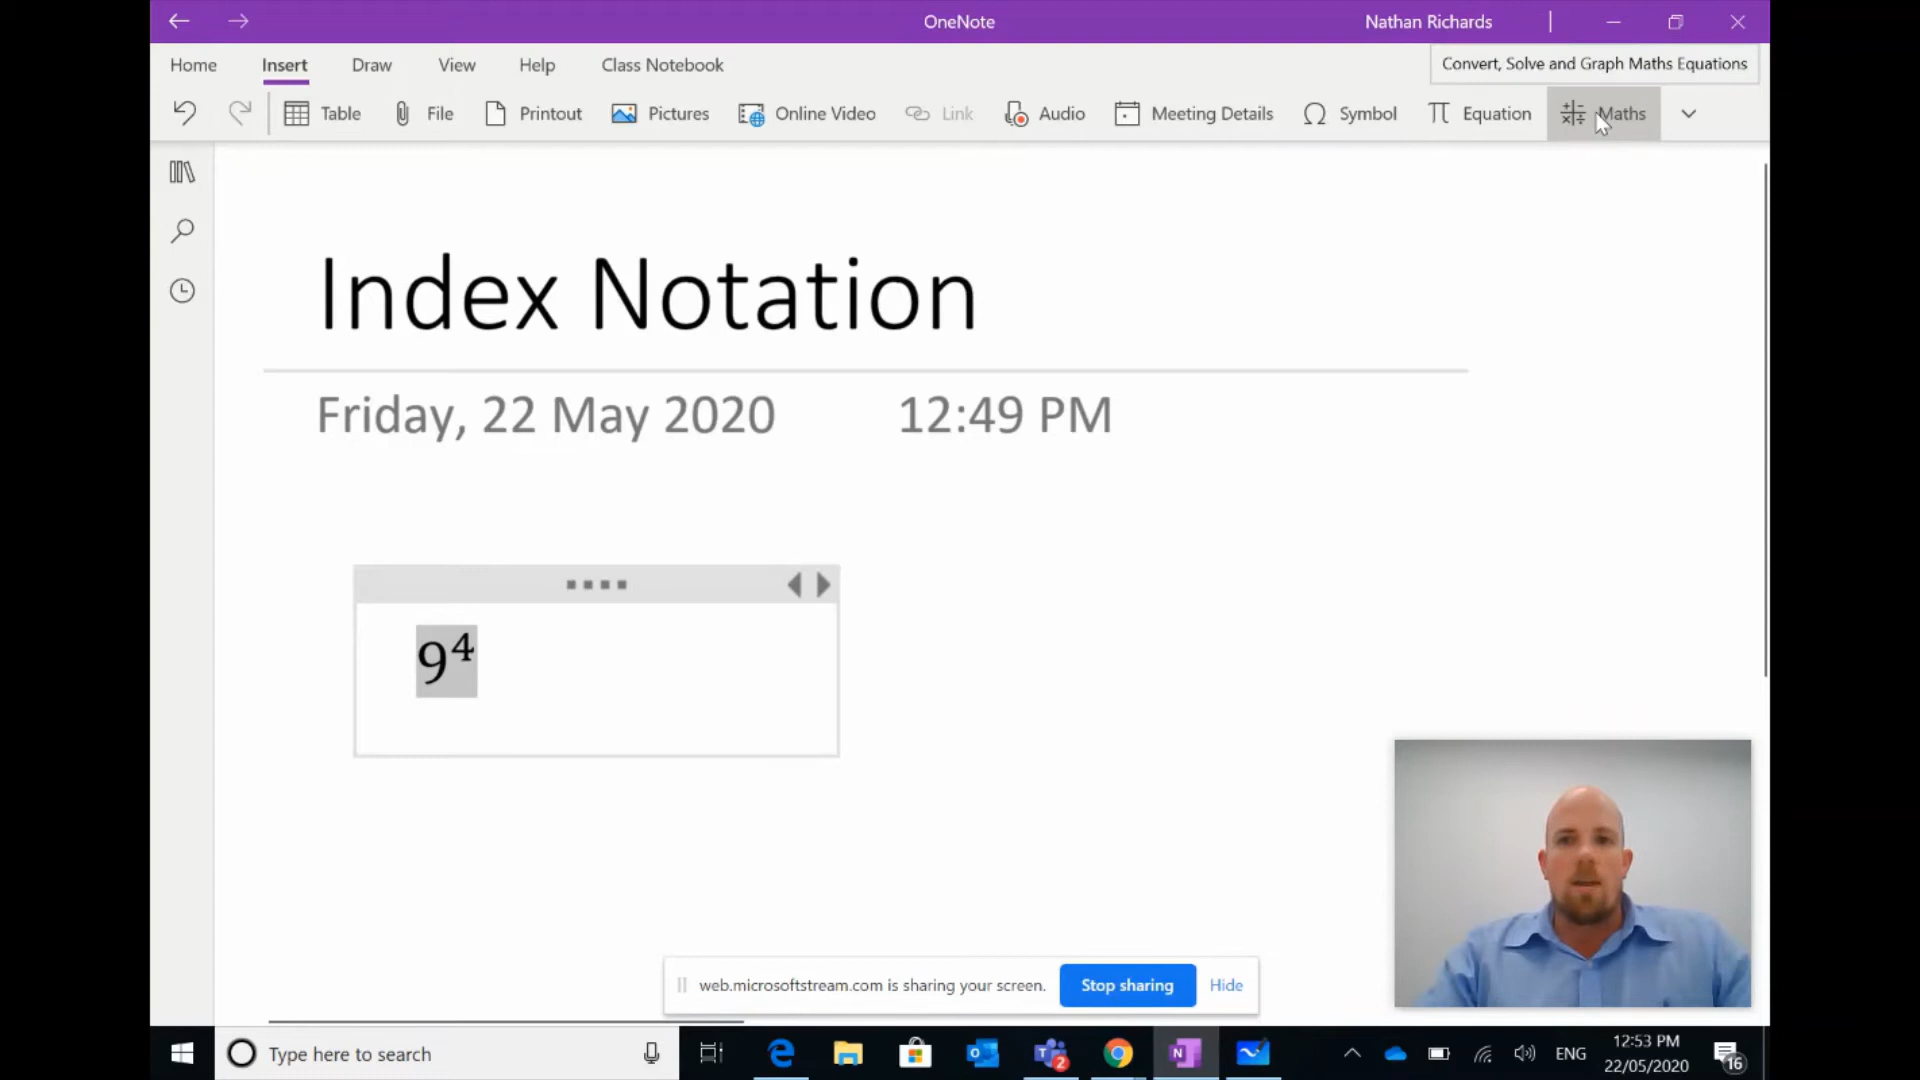 OneNote
Nathan Richards
Home Insert Draw View Help Class Notebook
Convert, Solve and Graph Maths Equations
Table File Printout Pictures Online Video Link Audio Meeting Details Symbol Equation Maths
Index Notation
Friday, 22 May 2020 12:49 PM
9⁴
web.microsoftstream.com is sharing your screen. Stop sharing Hide
Type here to search
2
ENG
12:53 PM
22/05/2020
16